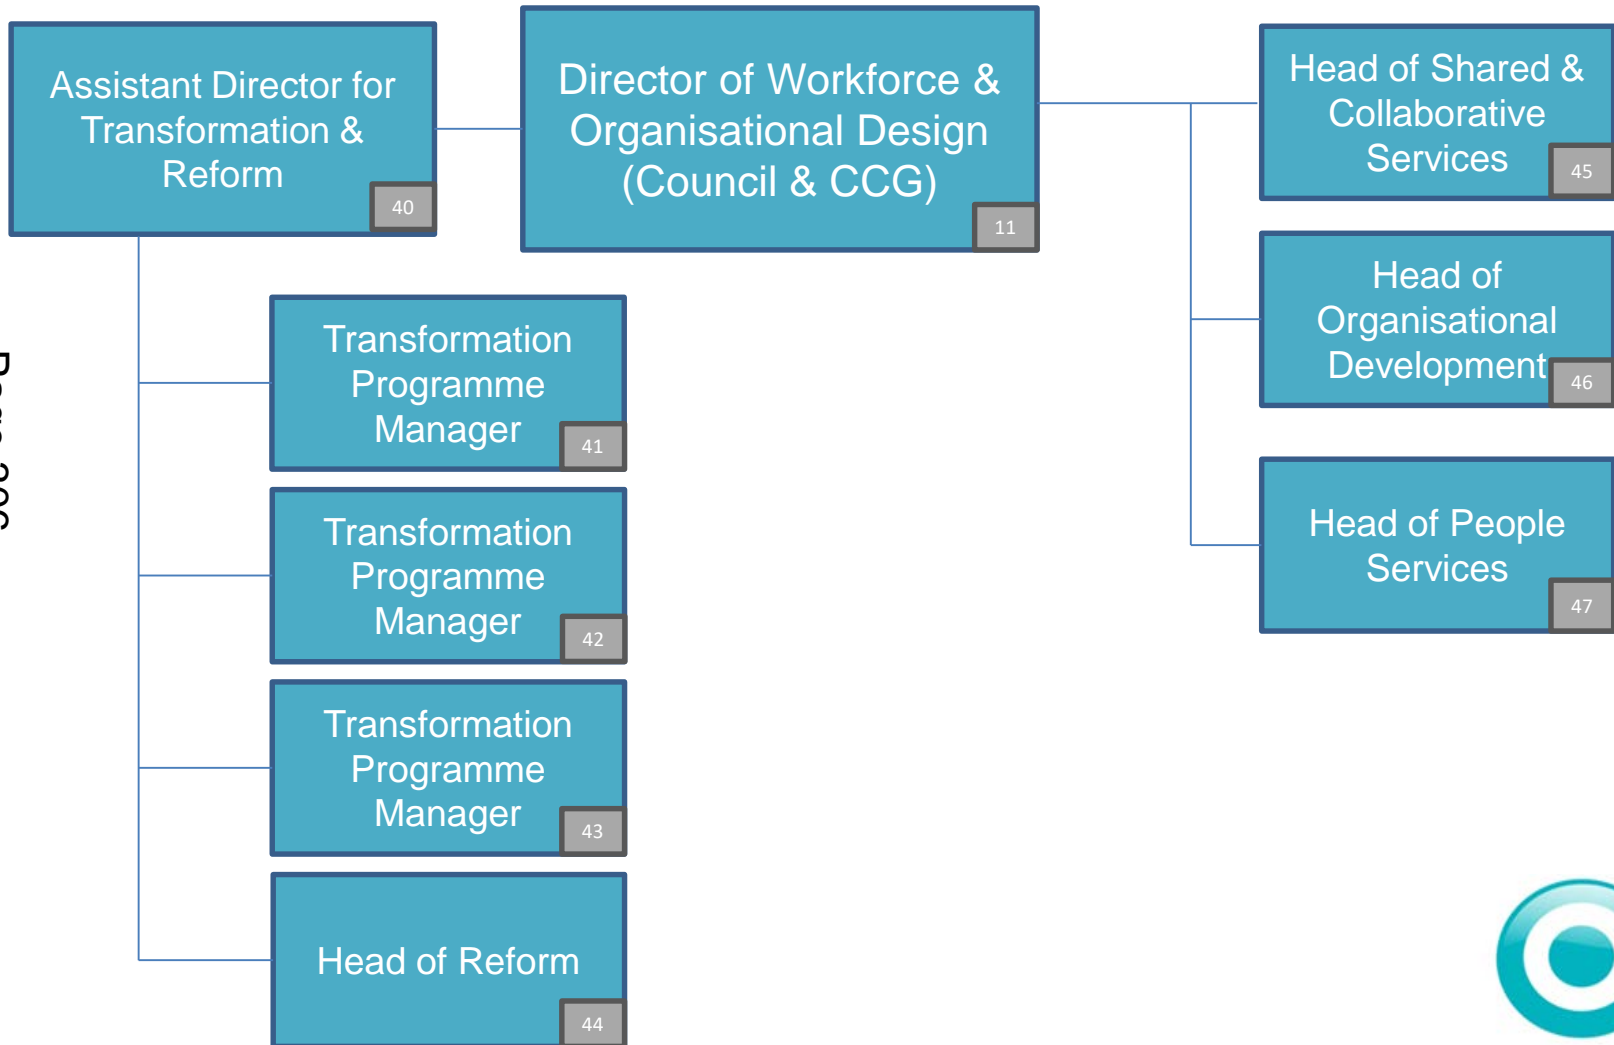 Assistant Director for
Transformation &
Reform
40
Director of Workforce &
Organisational Design
(Council & CCG)
11
Head of Shared &
Collaborative
Services
45
Head of
Organisational
Development
46
Head of People
Services
47
Transformation
Programme
Manager
41
Transformation
Programme
Manager
42
Transformation
Programme
Manager
43
Head of Reform
44